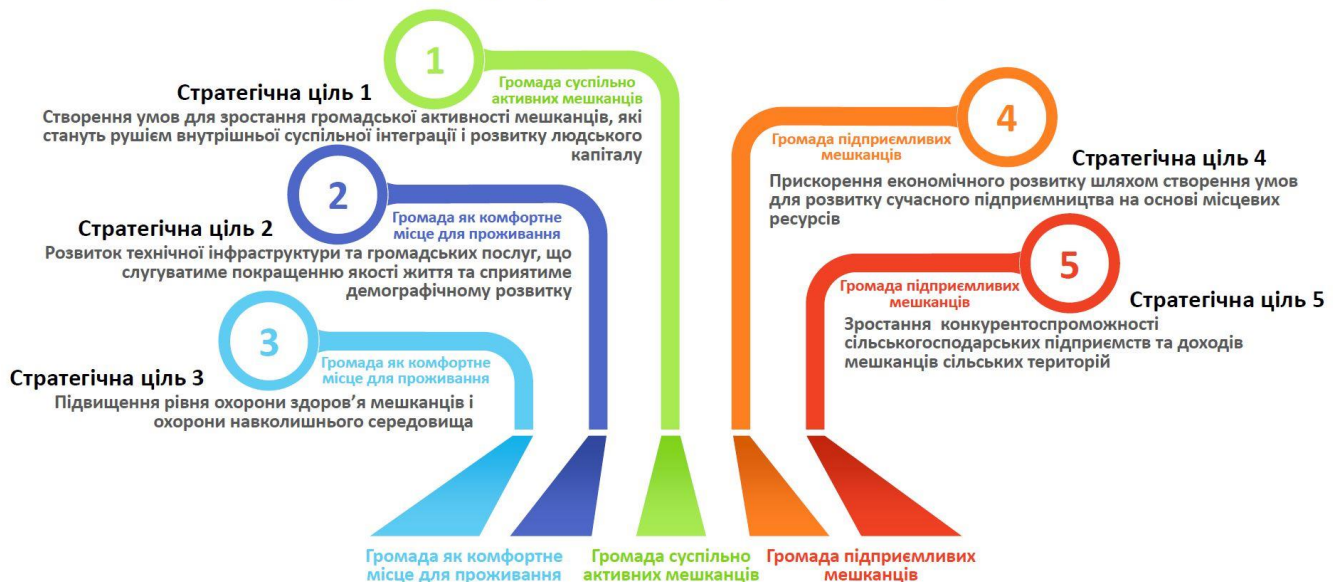 1
Громада суспільно
активних мешканців
Стратегічна ціль 1
Створення умов для зростання громадської активності мешканців, які
стануть рушієм внутрішньої суспільної інтеграції і розвитку людського
капіталу
2
Громада як комфортне
місце для проживання
Стратегічна ціль 2
Розвиток технічної інфраструктури та громадських послуг, що
слугуватиме покращенню якості життя та сприятиме
демографічному розвитку
3
Громада як комфортне
місце для проживання
Стратегічна ціль 3
Підвищення рівня охорони здоров’я мешканців і
охорони навколишнього середовища
4
Громада підприємливих
мешканців
Стратегічна ціль 4
Прискорення економічного розвитку шляхом створення умов
для розвитку сучасного підприємництва на основі місцевих
ресурсів
5
Громада підприємливих
мешканців
Стратегічна ціль 5
Зростання конкурентоспроможності
сільськогосподарських підприємств та доходів
мешканців сільських територій
Громада як комфортне
місце для проживання
Громада суспільно
активних мешканців
Громада підприємливих
мешканців